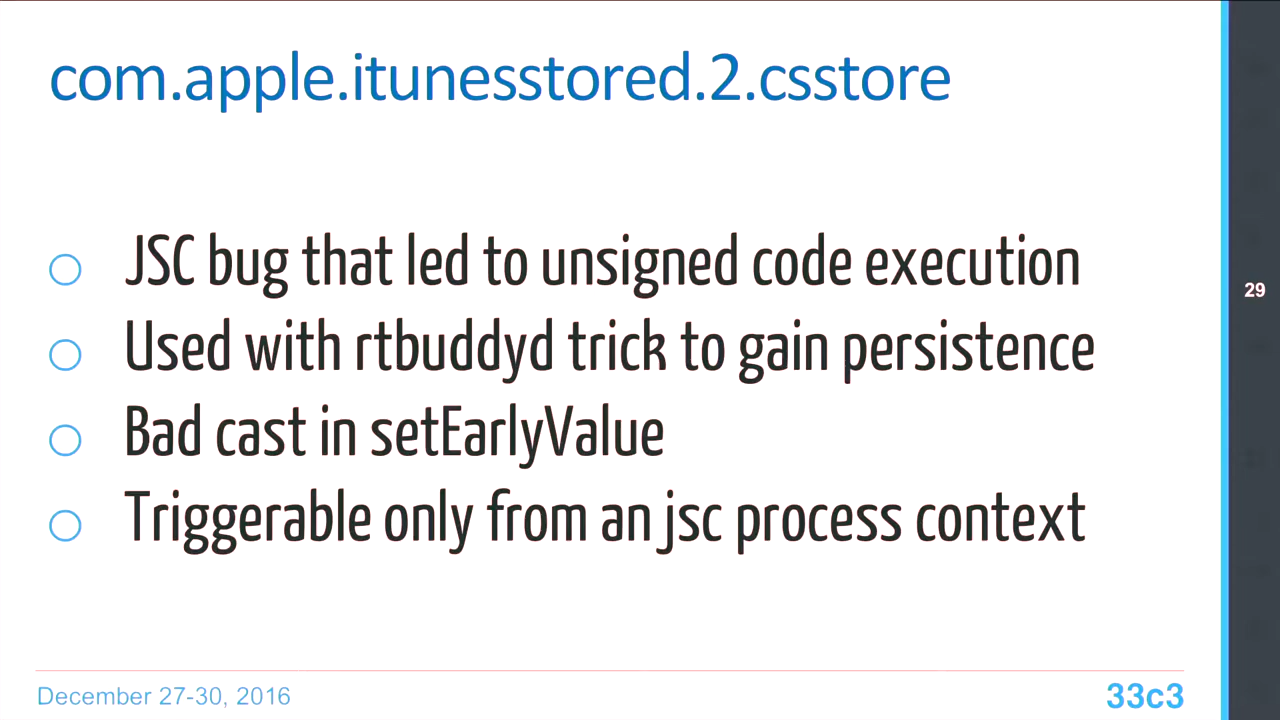 com.apple.itunesstored.2.csstore
JSC bug that led to unsigned code execution
Used with rtbuddyd trick to gain persistence
Bad cast in setEarlyValue
Triggerable only from an jsc process context
29
December 27-30, 2016
33c3